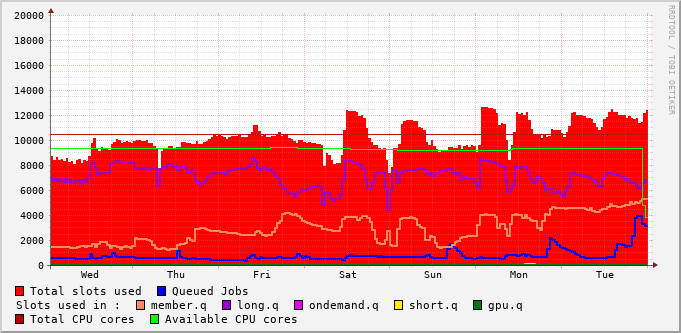 20000
18000
16000
14000
12000
10000
8000
6000
4000
2000
0
Wed Thu Fri Sat Sun Mon Tue
RRDTOOL / TOBI OETIKER
Total slots used Queued Jobs
Slots used in : member.q long.q ondemand.q short.q gpu.q
Total CPU cores Available CPU cores